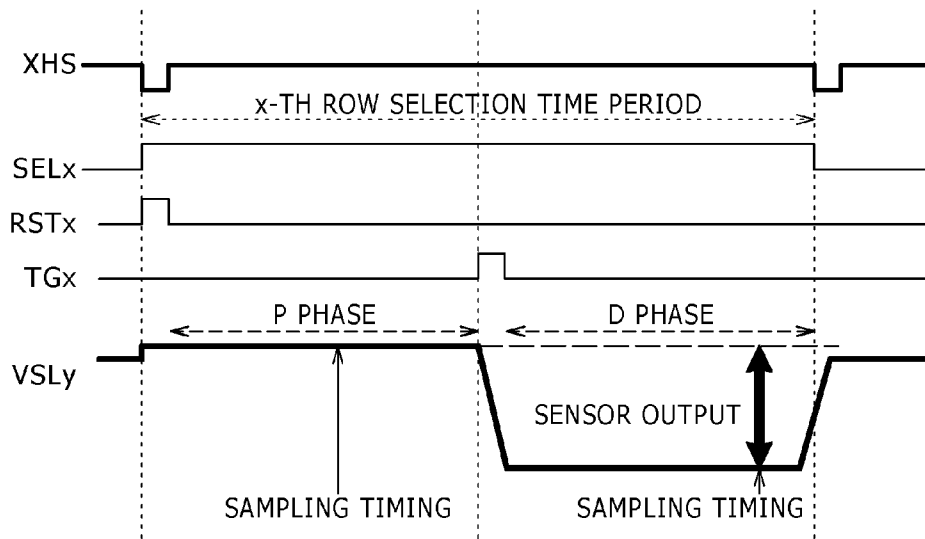 XHS
x-TH ROW SELECTION TIME PERIOD
SELx
RSTx
TGx
P PHASE
D PHASE
VSLy
SENSOR OUTPUT
SAMPLING TIMING
SAMPLING TIMING